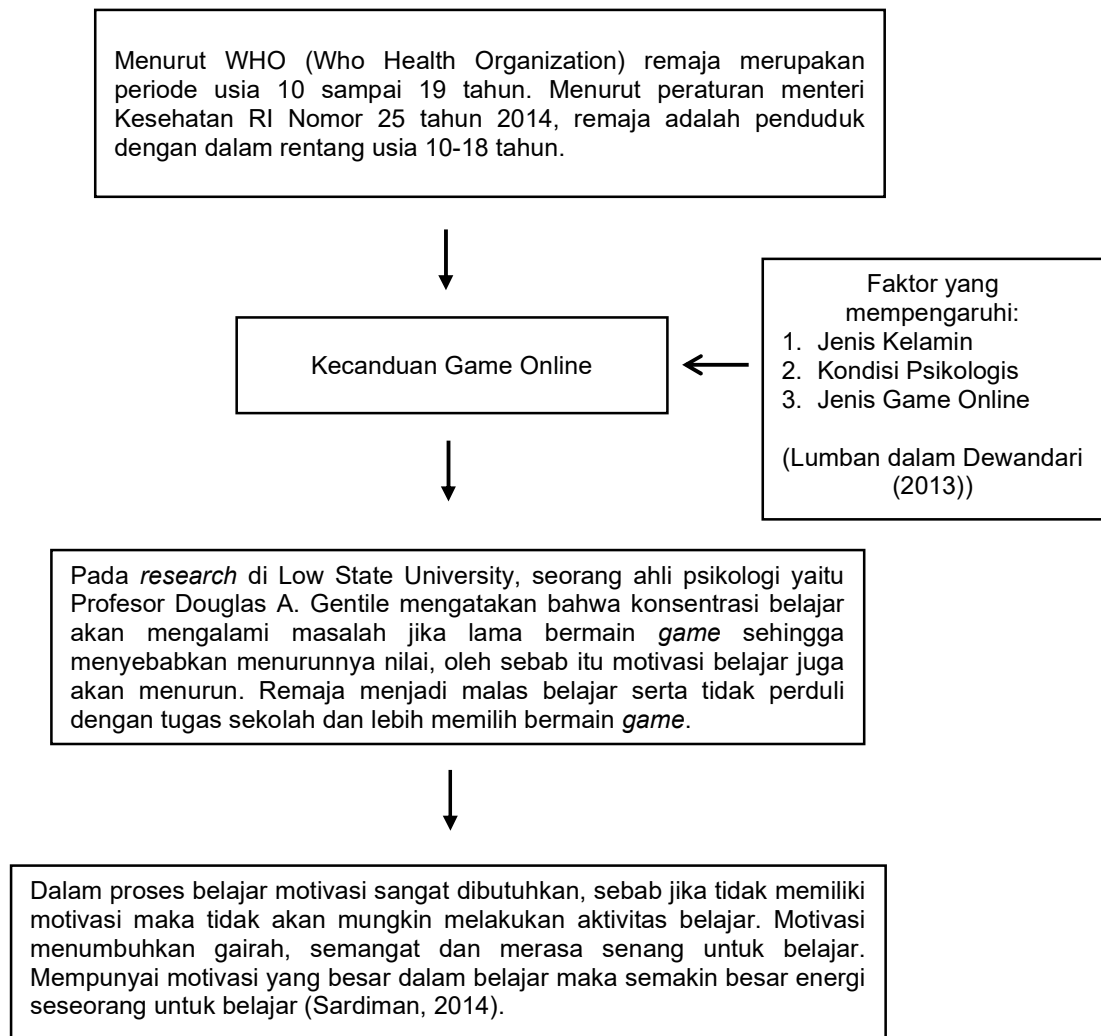 Menurut WHO (Who Health Organization) remaja merupakan
periode usia 10 sampai 19 tahun. Menurut peraturan menteri
Kesehatan RI Nomor 25 tahun 2014, remaja adalah penduduk
dengan dalam rentang usia 10-18 tahun.
Faktor yang
mempengaruhi:
1. Jenis Kelamin
2. Kondisi Psikologis
3. Jenis Game Online
(Lumban dalam Dewandari
(2013))
Kecanduan Game Online
Pada research di Low State University, seorang ahli psikologi yaitu
Profesor Douglas A. Gentile mengatakan bahwa konsentrasi belajar
akan mengalami masalah jika lama bermain game sehingga
menyebabkan menurunnya nilai, oleh sebab itu motivasi belajar juga
akan menurun. Remaja menjadi malas belajar serta tidak perduli
dengan tugas sekolah dan lebih memilih bermain game.
Dalam proses belajar motivasi sangat dibutuhkan, sebab jika tidak memiliki
motivasi maka tidak akan mungkin melakukan aktivitas belajar. Motivasi
menumbuhkan gairah, semangat dan merasa senang untuk belajar.
Mempunyai motivasi yang besar dalam belajar maka semakin besar energi
seseorang untuk belajar (Sardiman, 2014).